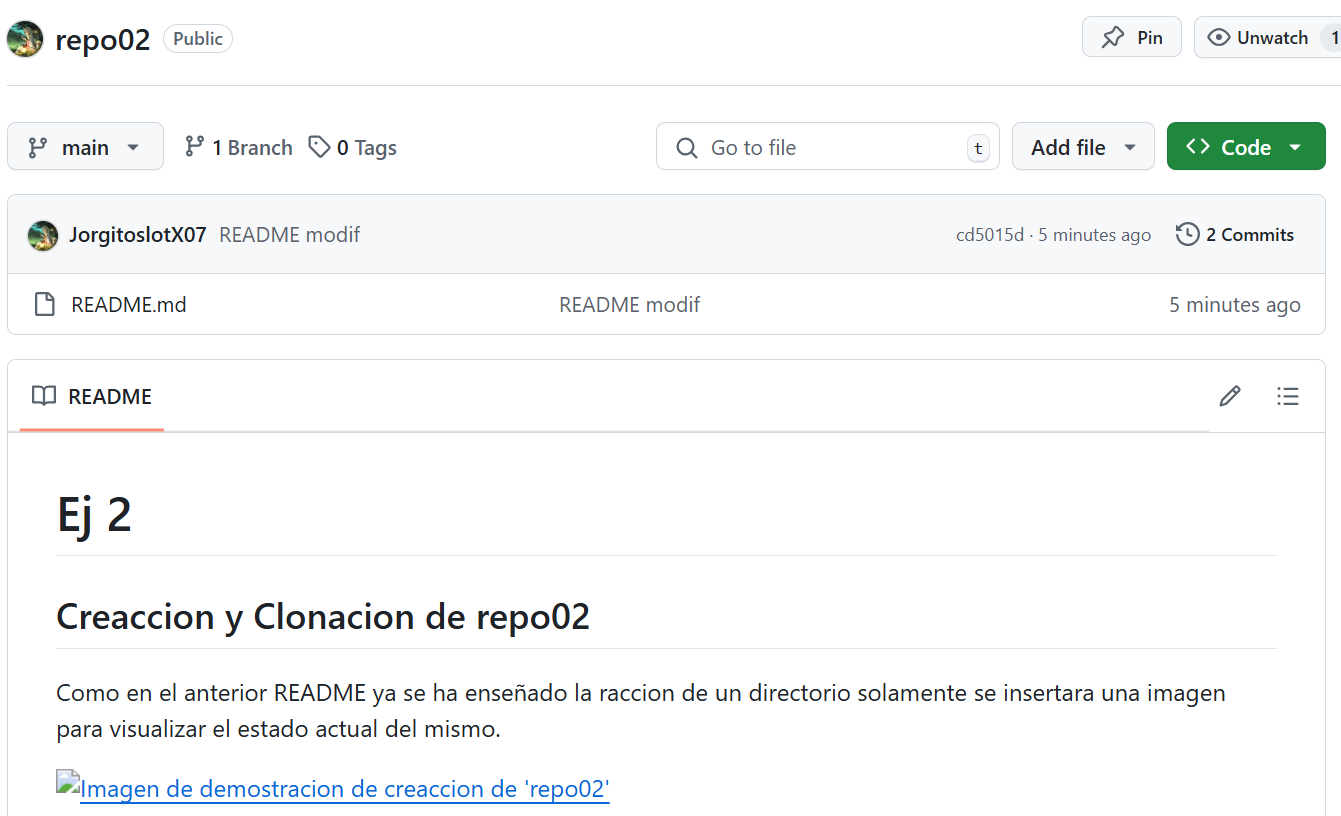 repo02 Public Pin Unwatch 1
main 1 Branch 0 Tags Go to file t Add file Code
JorgitoslotX07 README modif cd5015d · 5 minutes ago 2 Commits
README.md README modif 5 minutes ago
README
Ej 2
Creaccion y Clonacion de repo02
Como en el anterior README ya se ha enseñado la raccion de un directorio solamente se insertara una imagen
para visualizar el estado actual del mismo.
Imagen de demostracion de creaccion de 'repo02'